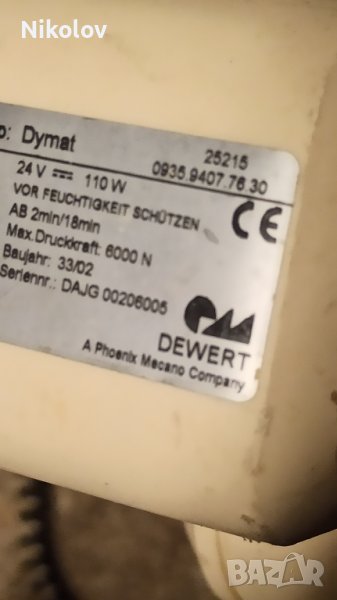 Nikolov
Dymat
25215
0935.9407.76.30
24 V 110 W
VOR FEUCHTIGKEIT SCHÜTZEN
AB 2min/18min
Max.Druckkraft: 6000 N
Baujahr: 33/02
Seriennr.: DAJG 00206005
CE
DEWERT
A Phoenix Mecano Company
BAZAR